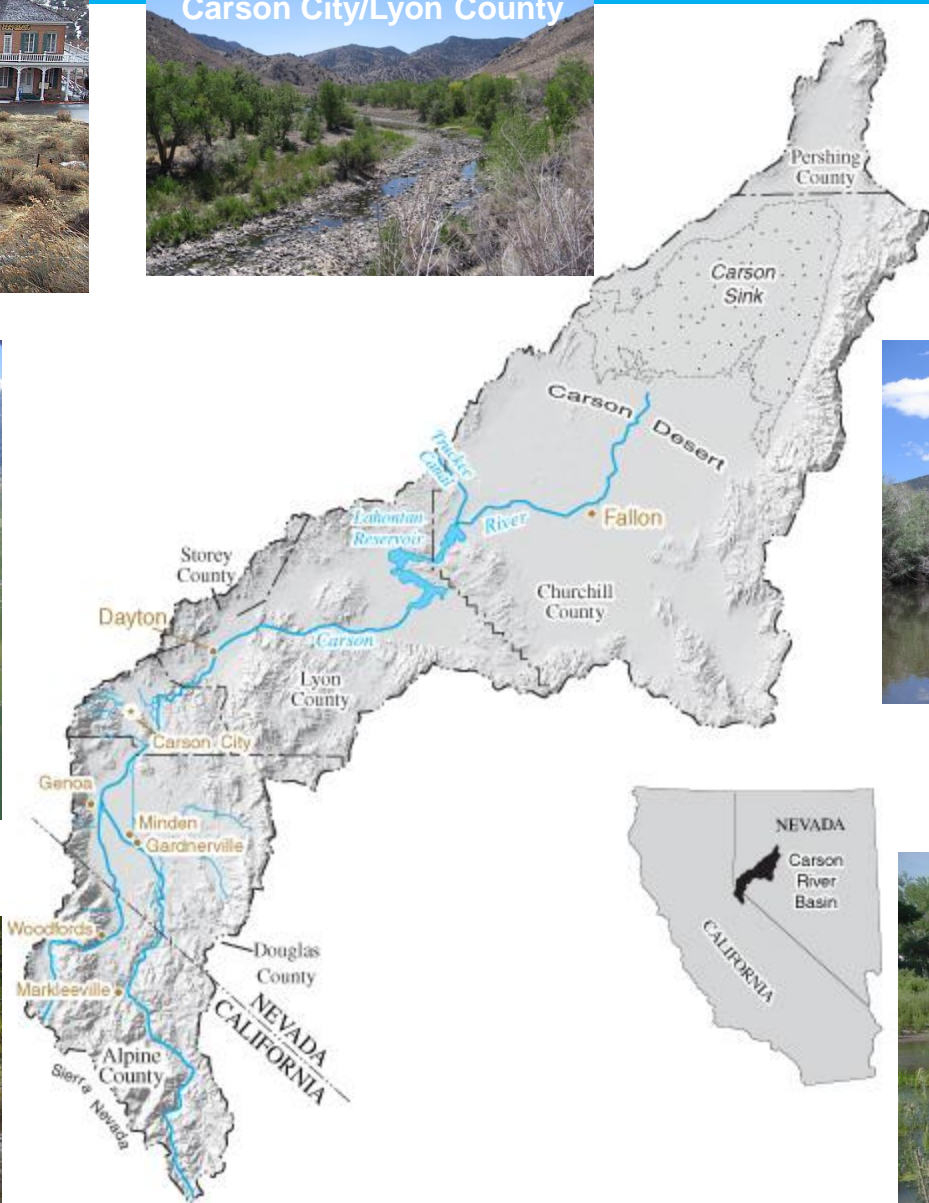 Carson City/Lyon County
Pershing
County
Carson
Sink
Carson
Desert
Truckee
Canal
Lahontan
Reservoir
River
Fallon
Storey
County
Churchill
County
Dayton
Carson
Lyon
County
Carson City
Genoa
Minden
Gardnerville
Woodfords
Douglas
County
Markleeville
NEVADA
CALIFORNIA
Alpine
County
Sierra Nevada
NEVADA
Carson
River
Basin
CALIFORNIA